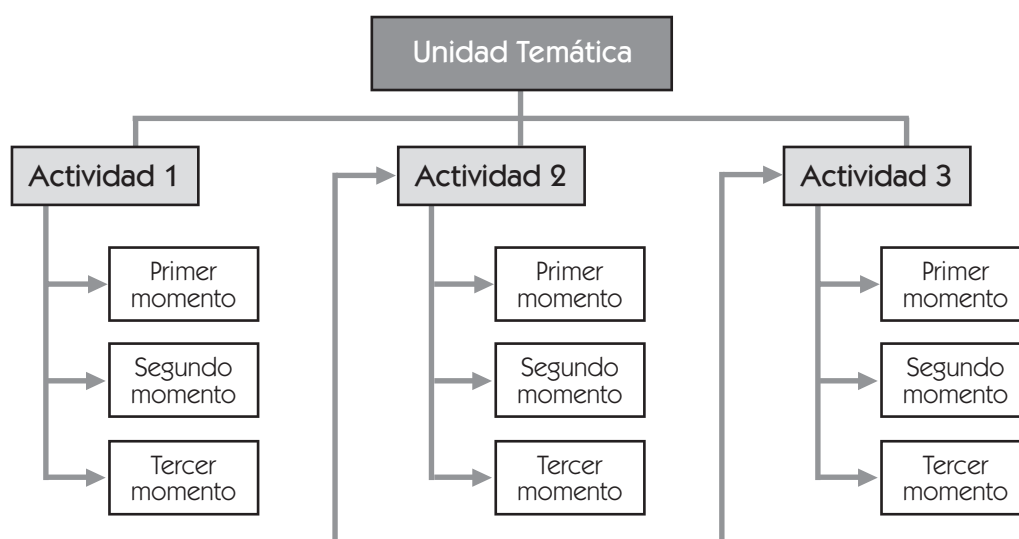 Unidad Temática
Actividad 1
Primer
momento
Segundo
momento
Tercer
momento
Actividad 2
Primer
momento
Segundo
momento
Tercer
momento
Actividad 3
Primer
momento
Segundo
momento
Tercer
momento